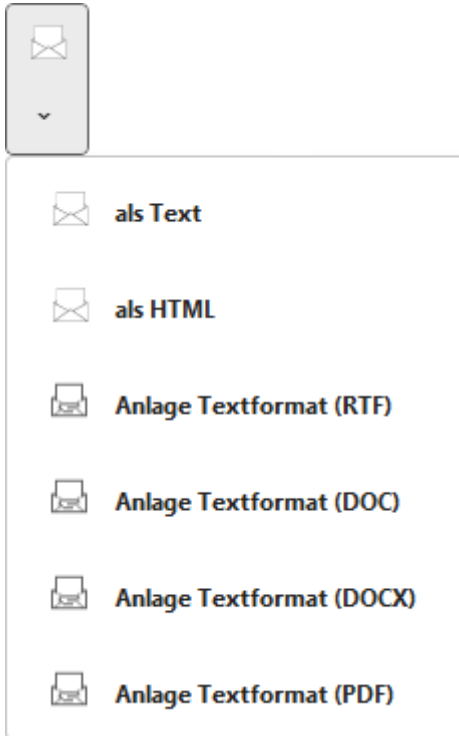 als Text
als HTML
Anlage Textformat (RTF)
Anlage Textformat (DOC)
Anlage Textformat (DOCX)
Anlage Textformat (PDF)